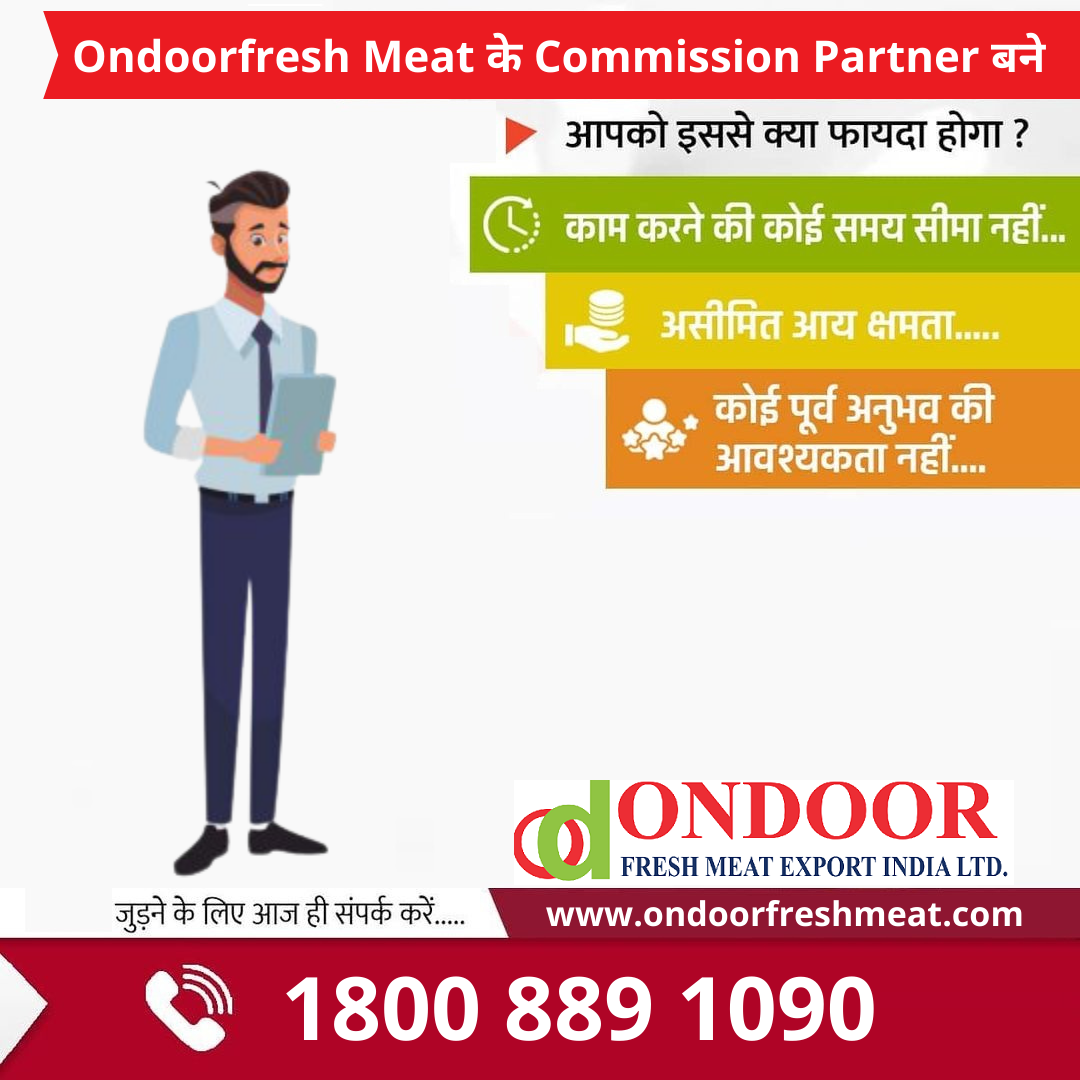 Ondoorfresh Meat के Commission Partner बने
आपको इससे क्या फायदा होगा ?
काम करने की कोई समय सीमा नहीं...
असीमित आय क्षमता.....
कोई पूर्व अनुभव की
आवश्यकता नहीं....
od ONDOOR
FRESH MEAT EXPORT INDIA LTD.
जुड़ने के लिए आज ही संपर्क करें.....
www.ondoorfreshmeat.com
1800 889 1090